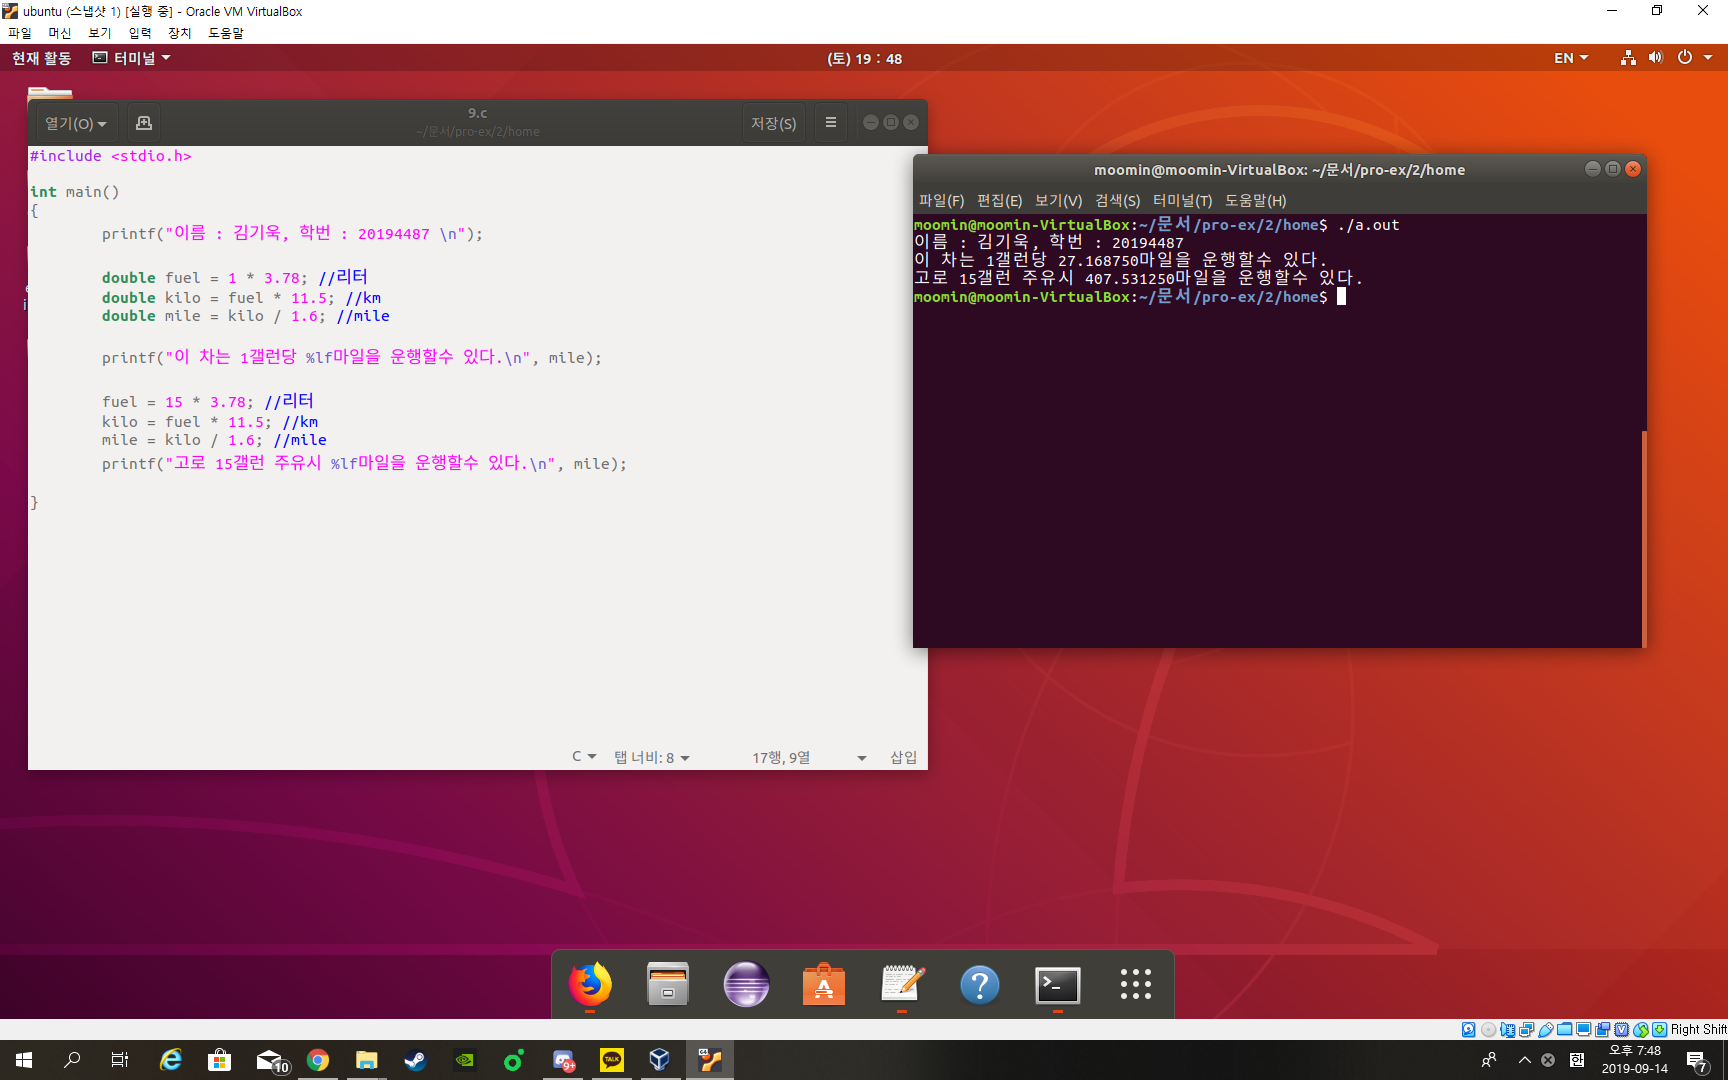 ubuntu (스냅샷 1) [실행 중] - Oracle VM VirtualBox
파일 머신 보기 입력 장치 도움말
현재 활동 터미널 (토) 19 : 48 EN
열기(O) 9.c 저장(S)
~/문서/pro-ex/2/home
#include <stdio.h>
int main()
{
printf("이름 : 김기욱, 학번 : 20194487 \n");
double fuel = 1 * 3.78; //리터
double kilo = fuel * 11.5; //km
double mile = kilo / 1.6; //mile
printf("이 차는 1갤런당 %lf마일을 운행할수 있다.\n", mile);
fuel = 15 * 3.78; //리터
kilo = fuel * 11.5; //km
mile = kilo / 1.6; //mile
printf("고로 15갤런 주유시 %lf마일을 운행할수 있다.\n", mile);
}
C 탭 너비: 8 17행, 9열 삽입
moomin@moomin-VirtualBox: ~/문서/pro-ex/2/home
파일(F) 편집(E) 보기(V) 검색(S) 터미널(T) 도움말(H)
moomin@moomin-VirtualBox:~/문서/pro-ex/2/home$ ./a.out
이름 : 김기욱, 학번 : 20194487
이 차는 1갤런당 27.168750마일을 운행할수 있다.
고로 15갤런 주유시 407.531250마일을 운행할수 있다.
moomin@moomin-VirtualBox:~/문서/pro-ex/2/home$
Right Shift
10
9+
TALK
64
한
오후 7:48
2019-09-14
7